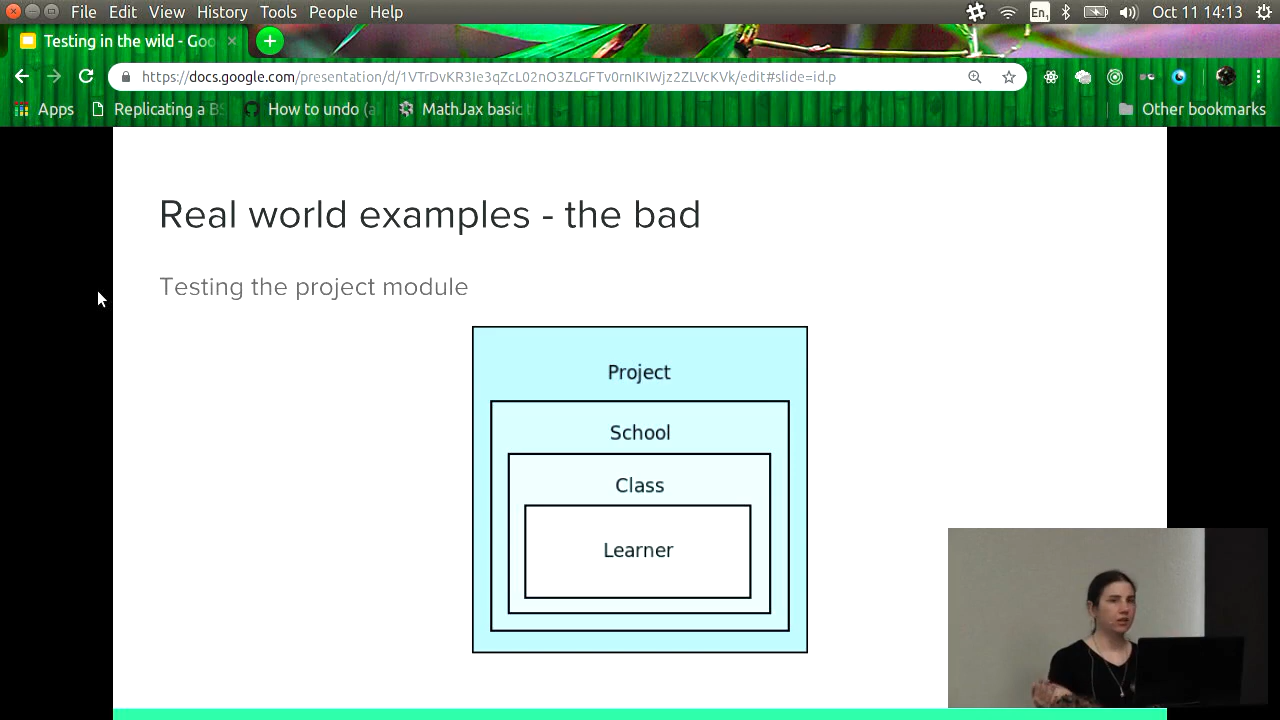 File Edit View History Tools People Help
En1
Oct 11 14:13
Testing in the wild - Goo
https://docs.google.com/presentation/d/1VTrDvKR3Ie3qZcL02nO3ZLGFTv0rnIKIWjz2ZLVcKVk/edit#slide=id.p
Apps
Replicating a BS
How to undo (a
MathJax basic t
Other bookmarks
Real world examples - the bad
Testing the project module
Project
School
Class
Learner